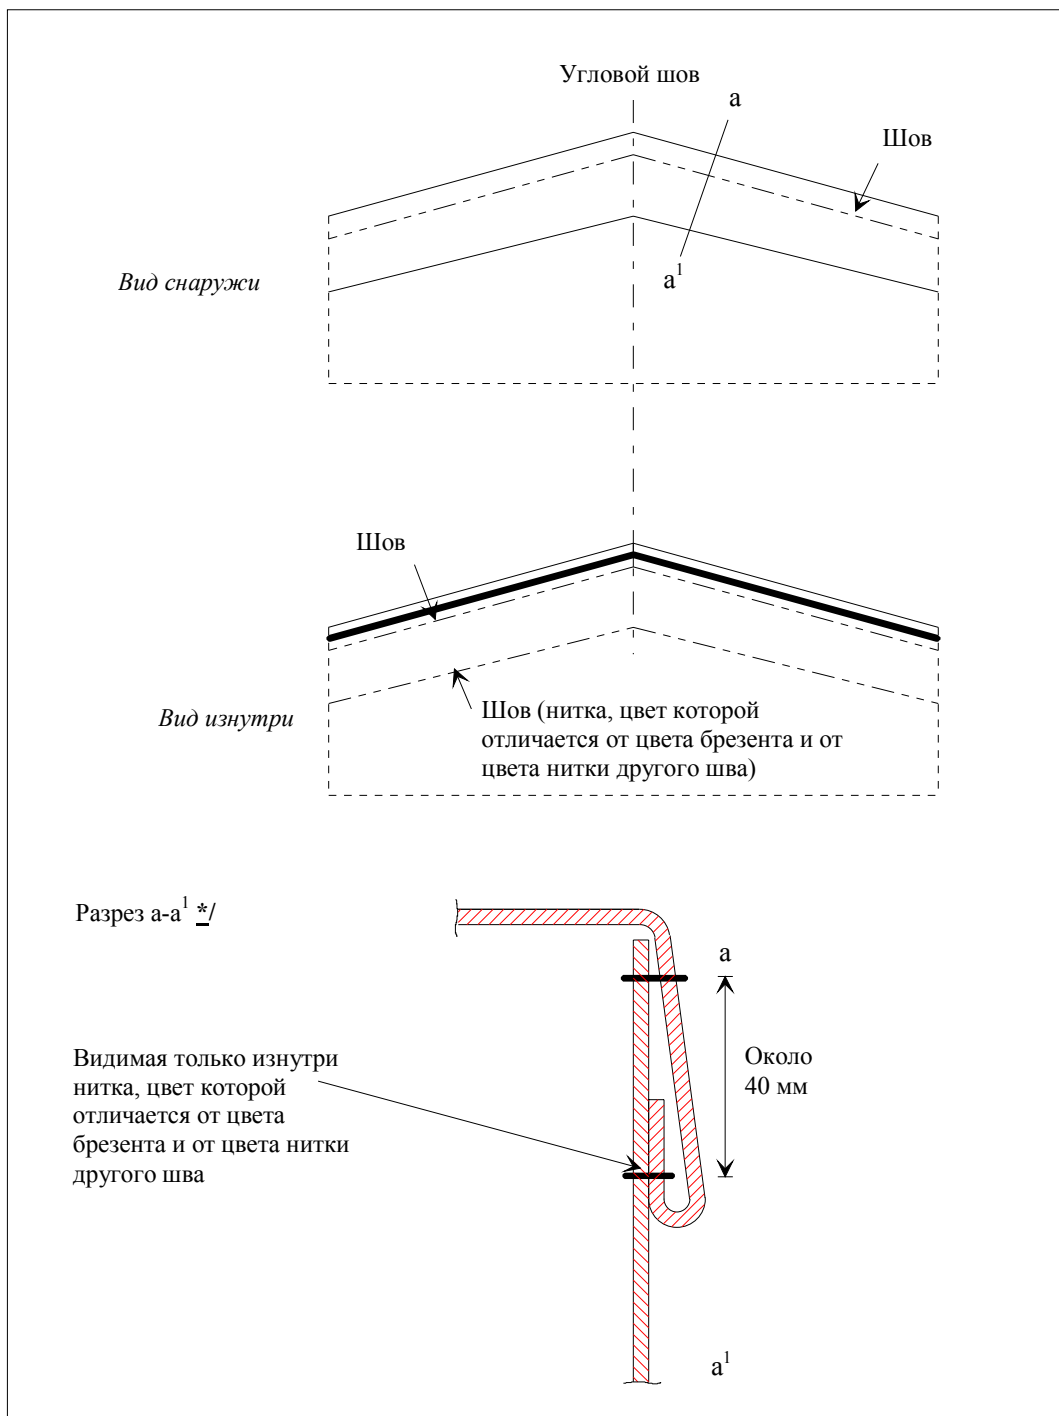 Угловой шов
a
Шов
a¹
Вид снаружи
Шов
Шов (нитка, цвет которой
отличается от цвета брезента и от
цвета нитки другого шва)
Вид изнутри
Разрез a-a¹ */
a
Видимая только изнутри
нитка, цвет которой
отличается от цвета
брезента и от цвета нитки
другого шва
Около
40 мм
a¹